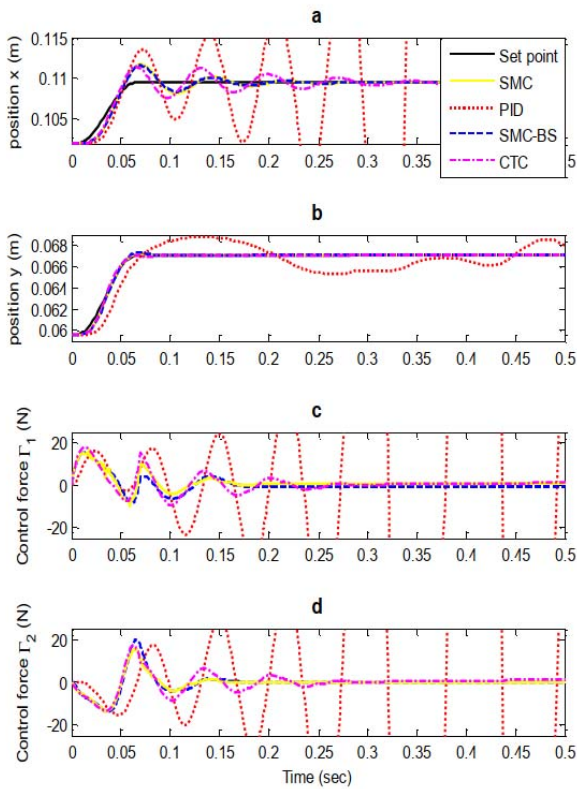 a
0.115
0.11
0.105
position x (m)
0 0.05 0.1 0.15 0.2 0.25 0.3 0.35 0.4 0.45 0.5
Set point
SMC
PID
SMC-BS
CTC
b
0.068
0.066
0.064
0.062
0.06
position y (m)
0 0.05 0.1 0.15 0.2 0.25 0.3 0.35 0.4 0.45 0.5
c
20
0
-20
Control force Γ₁ (N)
0 0.05 0.1 0.15 0.2 0.25 0.3 0.35 0.4 0.45 0.5
d
20
0
-20
Control force Γ₂ (N)
0 0.05 0.1 0.15 0.2 0.25 0.3 0.35 0.4 0.45 0.5
Time (sec)